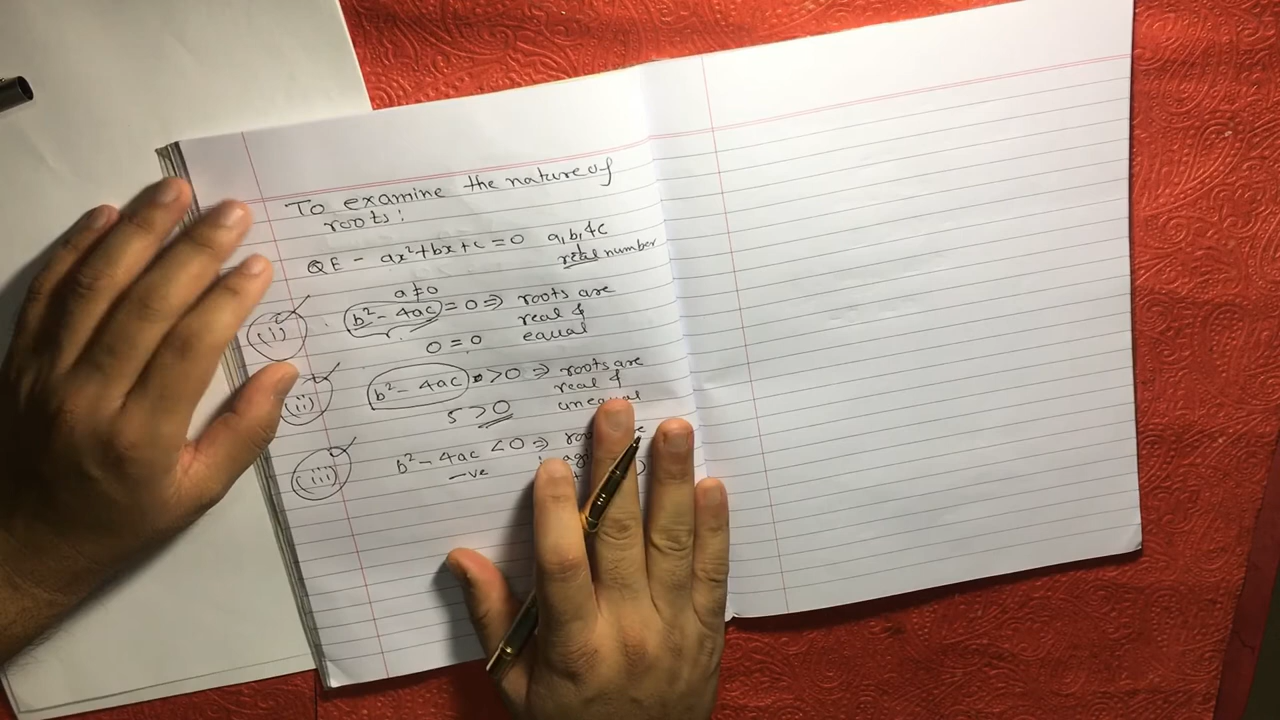 To examine the nature of
roots:
QE - ax²+bx+c = 0 a,b,&c
real number
a≠0
(i) b²-4ac = 0 ⇒ roots are
real &
0 = 0 equal
(ii) b²-4ac > 0 ⇒ roots are
real &
5 > 0 unequal
(iii) b²-4ac < 0 ⇒
-ve